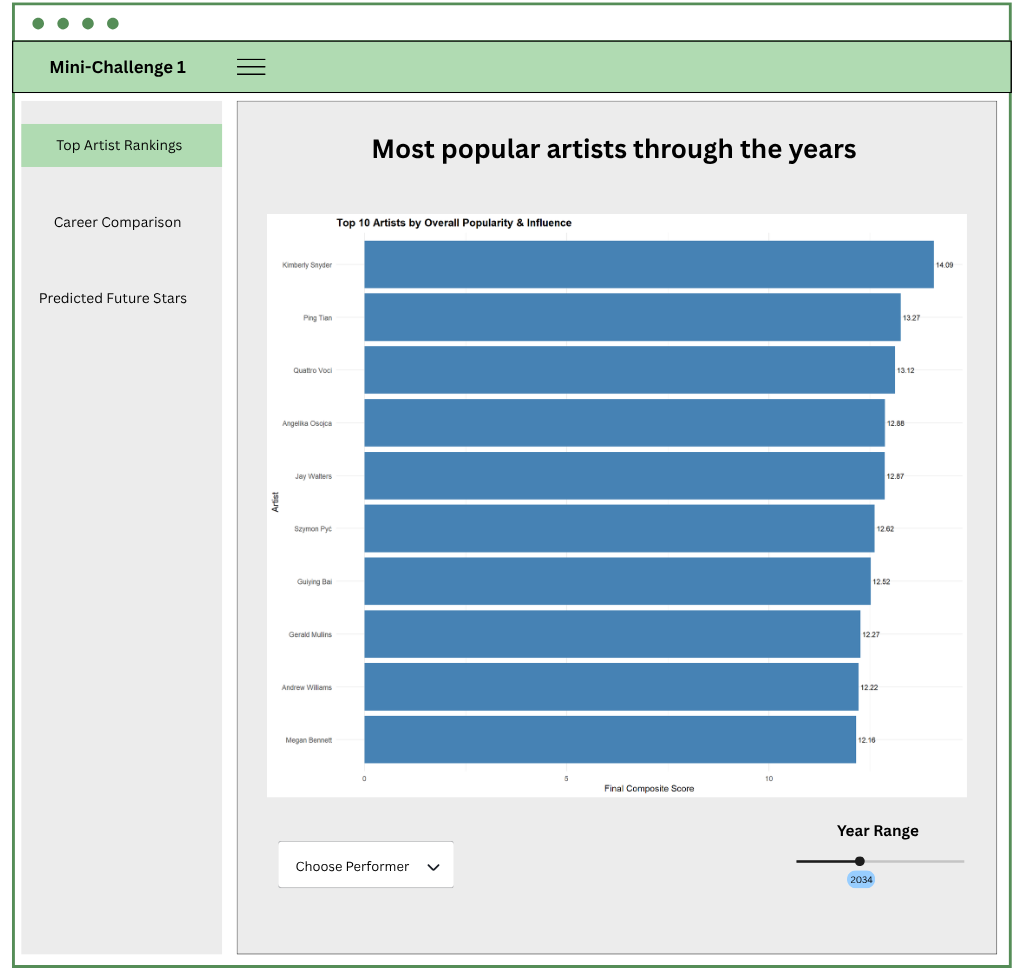 Mini-Challenge 1
Top Artist Rankings
Career Comparison
Predicted Future Stars
Most popular artists through the years
Top 10 Artists by Overall Popularity & Influence
Artist
Kimberly Snyder 14.09
Ping Tian 13.27
Quattro Voci 13.12
Angelika Osojca 12.88
Jay Walters 12.87
Szymon Pyć 12.62
Guiying Bai 12.52
Gerald Mullins 12.27
Andrew Williams 12.22
Megan Bennett 12.16
0 5 10
Final Composite Score
Choose Performer
Year Range
2034